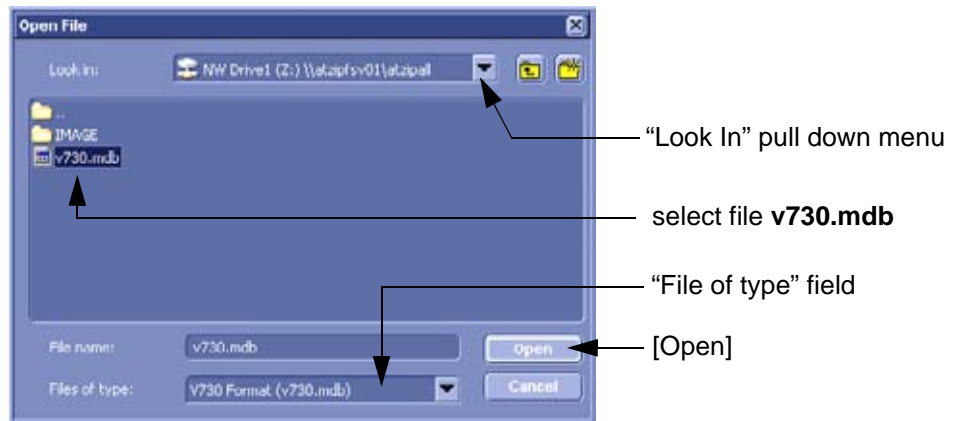 Open File
Look in:
NW Drive1 (Z:) \\atzipfsv01\atzipall
..
IMAGE
v730.mdb
"Look In" pull down menu
select file v730.mdb
"File of type" field
File name:
v730.mdb
Open
[Open]
Files of type:
V730 Format (v730.mdb)
Cancel